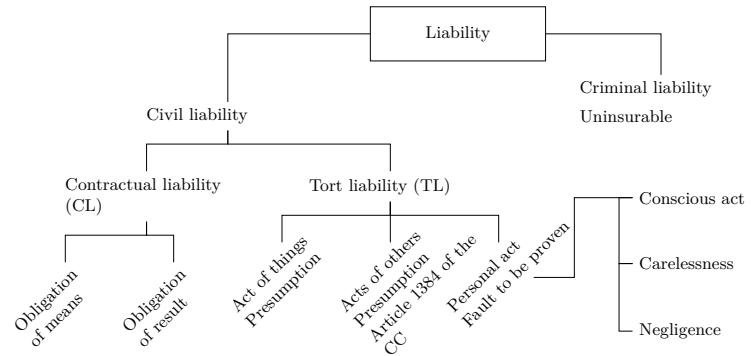 Liability
Criminal liability
Uninsurable
Civil liability
Contractual liability
(CL)
Tort liability (TL)
Obligation
of means
Obligation
of result
Act of things
Presumption
Acts of others
Presumption
Article 1384 of the
CC
Personal act
Fault to be proven
Conscious act
Carelessness
Negligence